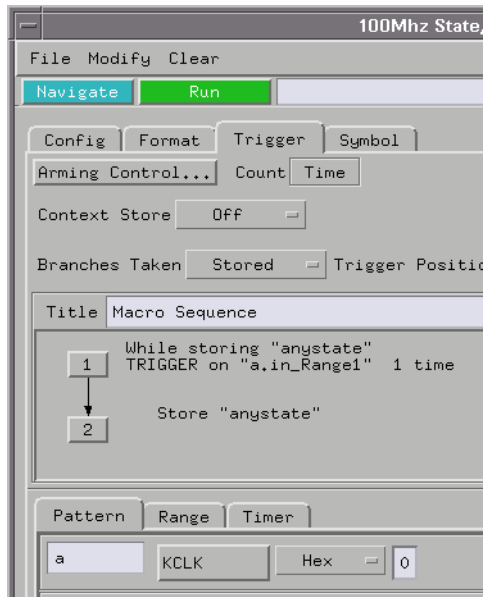 100Mhz State/
File Modify Clear
Navigate Run
Config Format Trigger Symbol
Arming Control... Count Time
Context Store Off
Branches Taken Stored Trigger Positio
Title Macro Sequence
While storing "anystate"
1 TRIGGER on "a.in_Range1" 1 time
2 Store "anystate"
Pattern Range Timer
a KCLK Hex 0